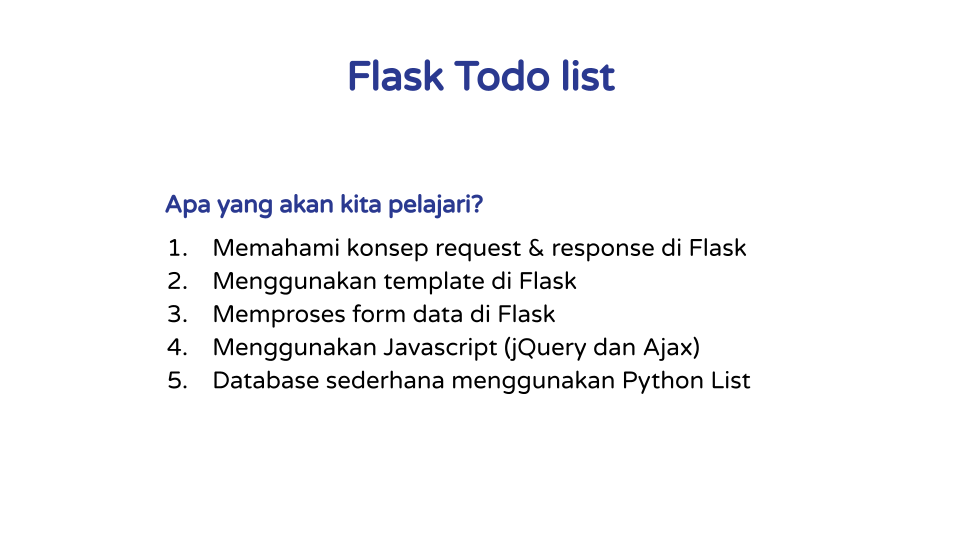 Flask Todo list
Apa yang akan kita pelajari?
1. Memahami konsep request & response di Flask
2. Menggunakan template di Flask
3. Memproses form data di Flask
4. Menggunakan Javascript (jQuery dan Ajax)
5. Database sederhana menggunakan Python List